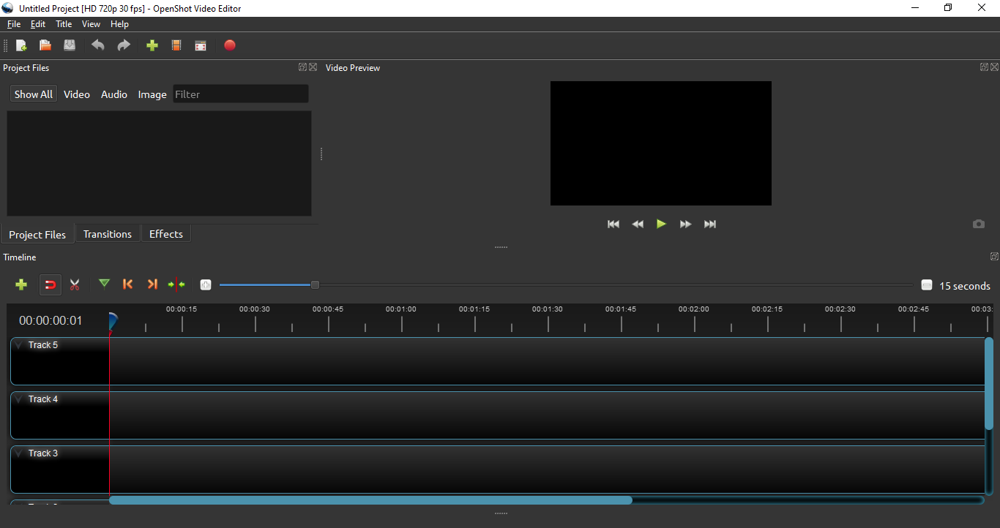 Untitled Project [HD 720p 30 fps] - OpenShot Video Editor
File Edit Title View Help
Project Files
Video Preview
Show All Video Audio Image Filter
Project Files Transitions Effects
Timeline
15 seconds
00:00:00:01
00:00:15 00:00:30 00:00:45 00:01:00 00:01:15 00:01:30 00:01:45 00:02:00 00:02:15 00:02:30 00:02:45 00:03:
Track 5
Track 4
Track 3